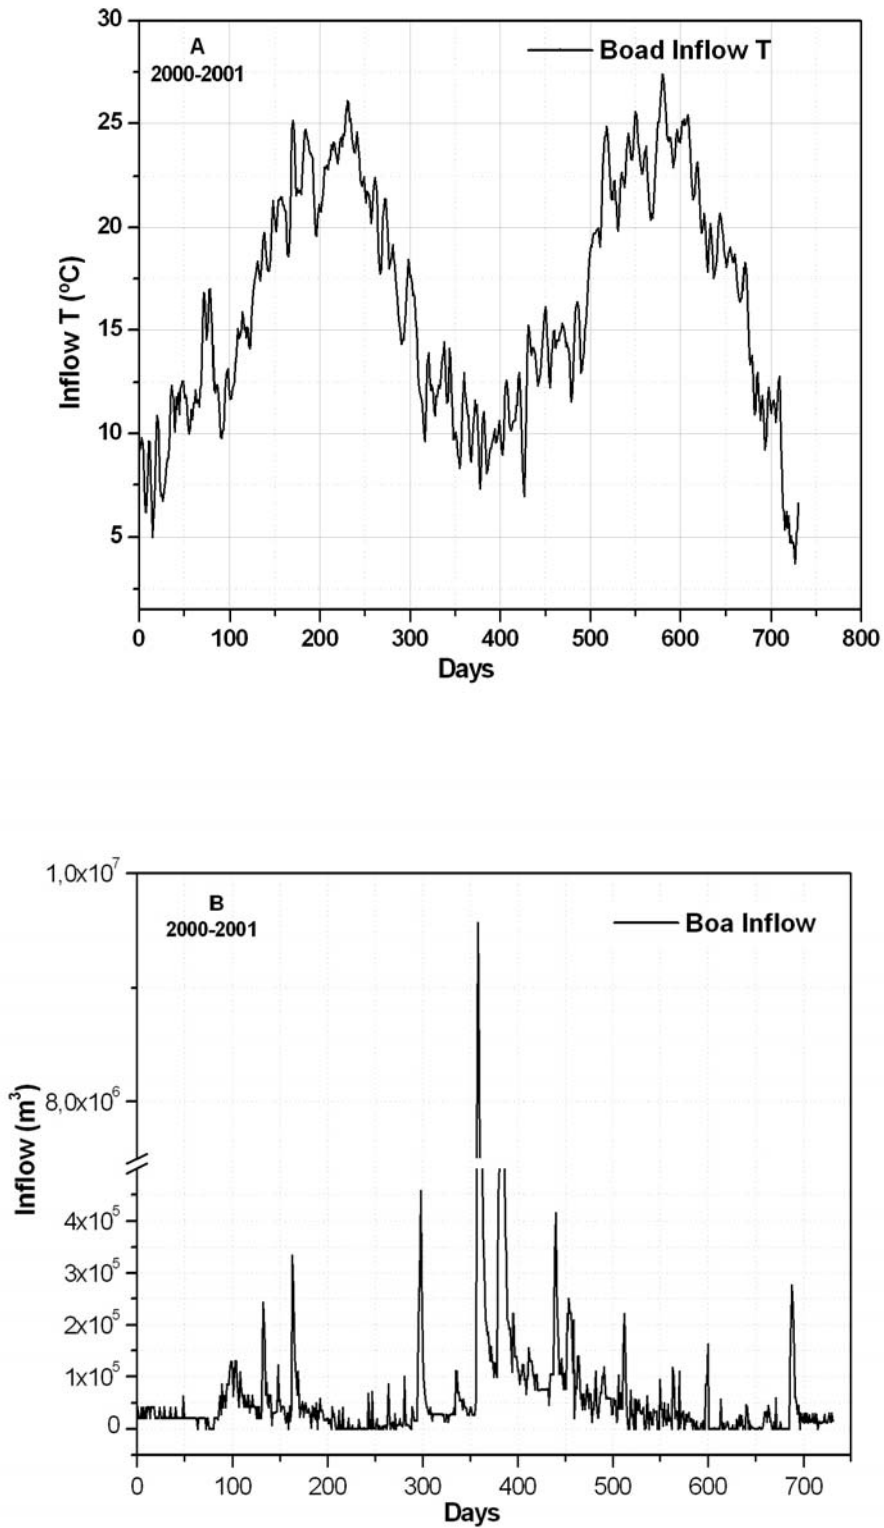 30
A
2000-2001
Boad Inflow T
25
20
15
10
5
Inflow T (ºC)
0 100 200 300 400 500 600 700 800
Days
1,0x10⁷
B
2000-2001
Boa Inflow
8,0x10⁶
Inflow (m³)
4x10⁵
3x10⁵
2x10⁵
1x10⁵
0
0 100 200 300 400 500 600 700
Days